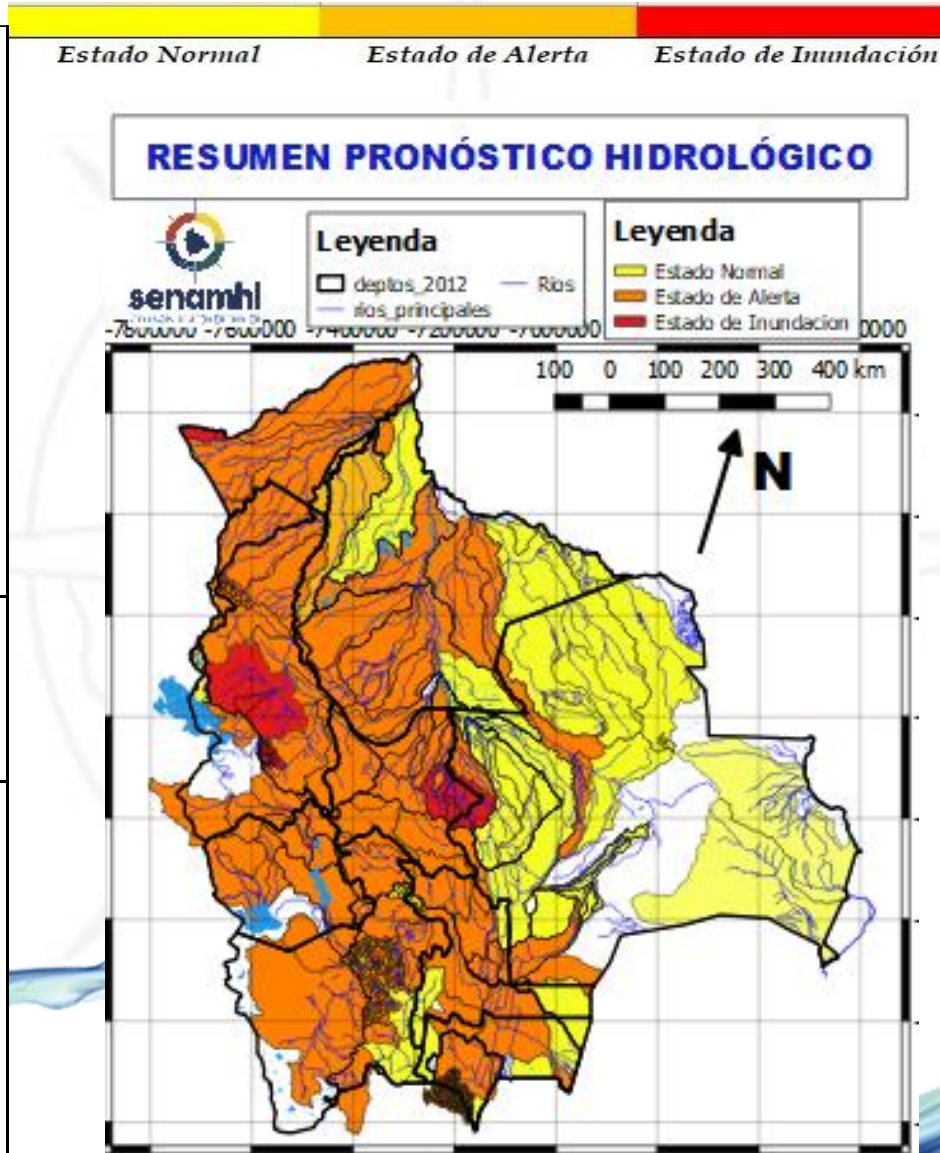 Estado Normal Estado de Alerta Estado de Inundación
RESUMEN PRONÓSTICO HIDROLÓGICO
senamhi
Leyenda
deptos_2012 Rios
rios_principales
Leyenda
Estado Normal
Estado de Alerta
Estado de Inundacion
-7800000 -7600000 -7400000 -7200000 -7000000
100 0 100 200 300 400 km
N